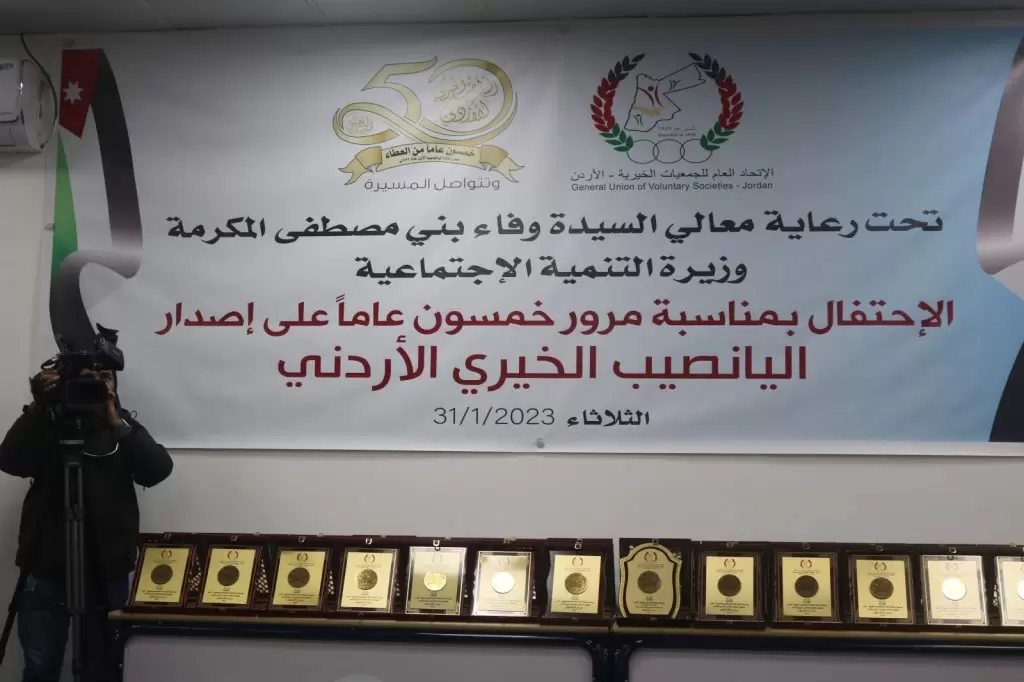 خمسون عاماً من العطاء
وتتواصل المسيرة
الإتحاد العام للجمعيات الخيرية - الأردن
General Union of Voluntary Societies - Jordan
تحت رعاية معالي السيدة وفاء بني مصطفى المكرمة
وزيرة التنمية الإجتماعية
الإحتفال بمناسبة مرور خمسون عاماً على إصدار
اليانصيب الخيري الأردني
الثلاثاء 31/1/2023